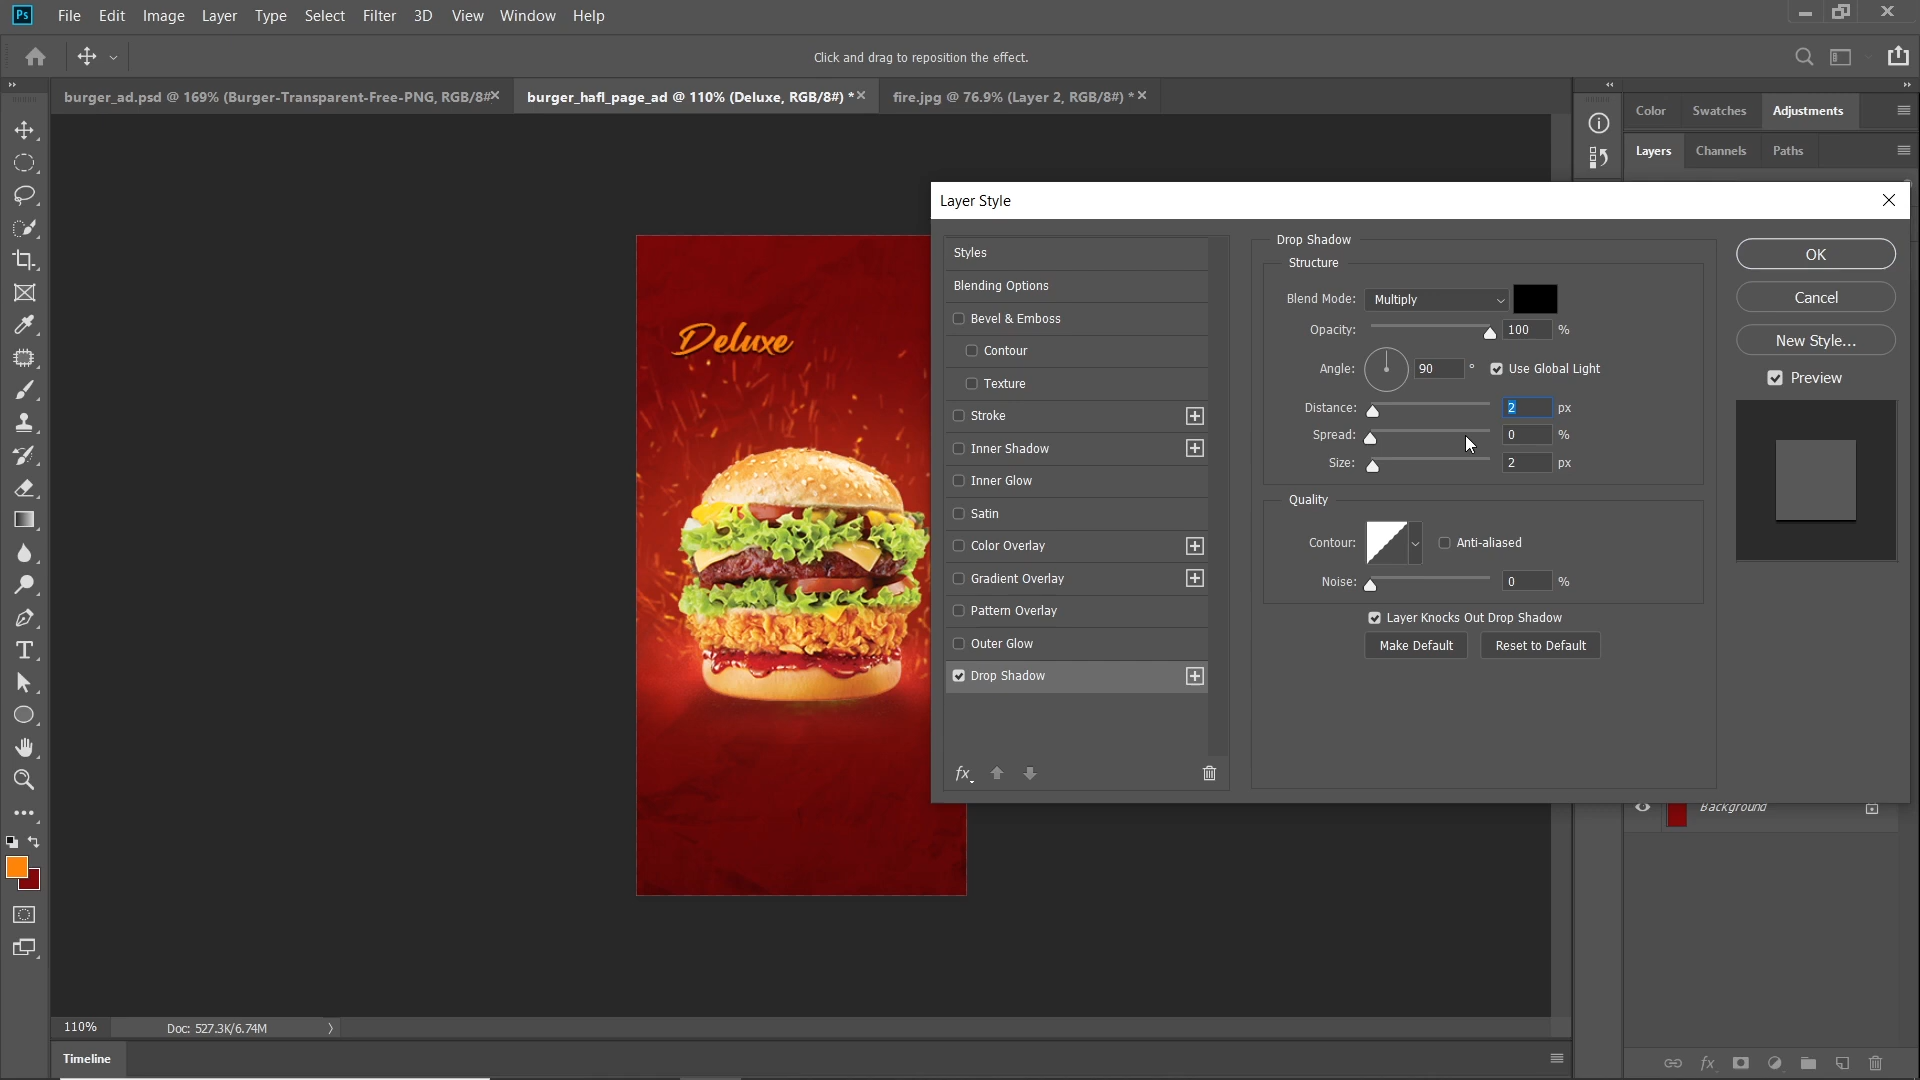 Ps File Edit Image Layer Type Select Filter 3D View Window Help
Click and drag to reposition the effect.
burger_ad.psd @ 169% (Burger-Transparent-Free-PNG, RGB/8#
burger_hafl_page_ad @ 110% (Deluxe, RGB/8#) *
fire.jpg @ 76.9% (Layer 2, RGB/8#) *
Color Swatches Adjustments
Layers Channels Paths
Deluxe
Layer Style
Styles
Blending Options
Bevel & Emboss
Contour
Texture
Stroke
Inner Shadow
Inner Glow
Satin
Color Overlay
Gradient Overlay
Pattern Overlay
Outer Glow
Drop Shadow
fx
Drop Shadow
Structure
Blend Mode: Multiply
Opacity: 100 %
Angle: 90 ° Use Global Light
Distance: 2 px
Spread: 0 %
Size: 2 px
Quality
Contour: Anti-aliased
Noise: 0 %
Layer Knocks Out Drop Shadow
Make Default Reset to Default
OK
Cancel
New Style...
Preview
Background
110% Doc: 527.3K/6.74M
Timeline
fx